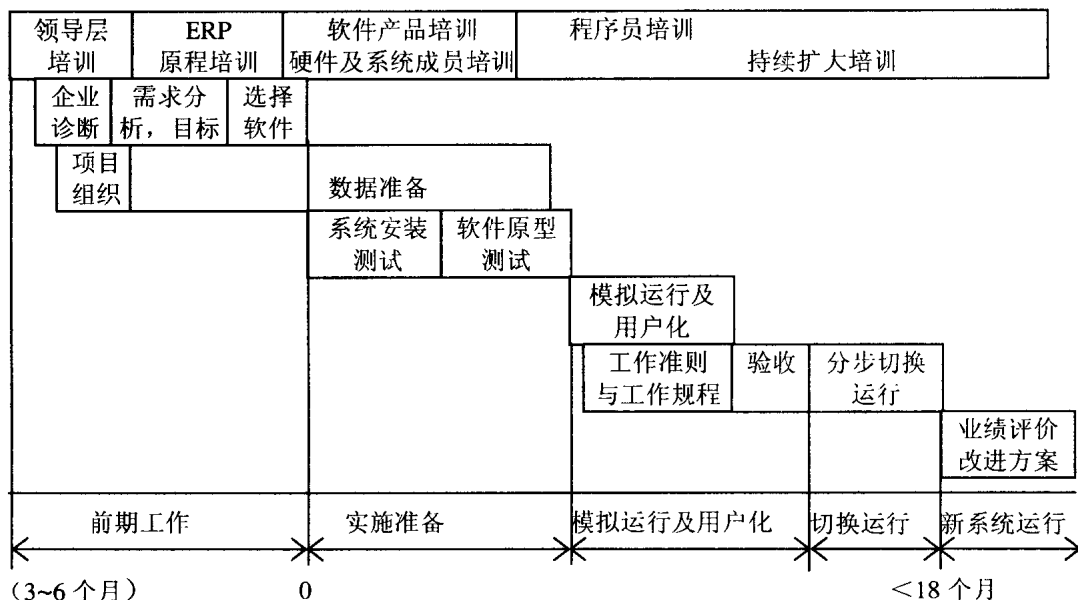 领导层
培训
ERP
原程培训
软件产品培训
硬件及系统成员培训
程序员培训
持续扩大培训
企业
诊断
需求分
析，目标
选择
软件
项目
组织
数据准备
系统安装
测试
软件原型
测试
模拟运行及
用户化
工作准则
与工作规程
验收
分步切换
运行
业绩评价
改进方案
前期工作
实施准备
模拟运行及用户化
切换运行
新系统运行
（3~6 个月）
0
＜18 个月